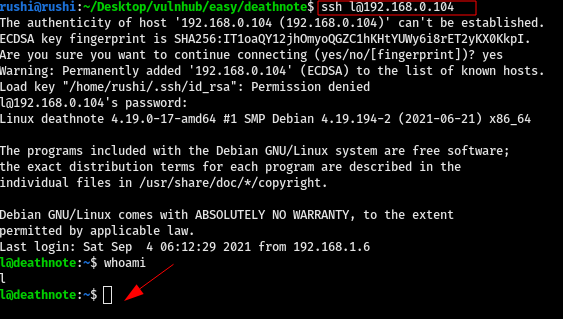 rushi@rushi:~/Desktop/vulnhub/easy/deathnote$ ssh l@192.168.0.104
The authenticity of host '192.168.0.104 (192.168.0.104)' can't be established.
ECDSA key fingerprint is SHA256:IT1oaQY12jhOmyoQGZC1hKHtYUWy6i8rET2yKX0KkpI.
Are you sure you want to continue connecting (yes/no/[fingerprint])? yes
Warning: Permanently added '192.168.0.104' (ECDSA) to the list of known hosts.
Load key "/home/rushi/.ssh/id_rsa": Permission denied
l@192.168.0.104's password:
Linux deathnote 4.19.0-17-amd64 #1 SMP Debian 4.19.194-2 (2021-06-21) x86_64
The programs included with the Debian GNU/Linux system are free software;
the exact distribution terms for each program are described in the
individual files in /usr/share/doc/*/copyright.
Debian GNU/Linux comes with ABSOLUTELY NO WARRANTY, to the extent
permitted by applicable law.
Last login: Sat Sep  4 06:12:29 2021 from 192.168.1.6
l@deathnote:~$ whoami
l
l@deathnote:~$